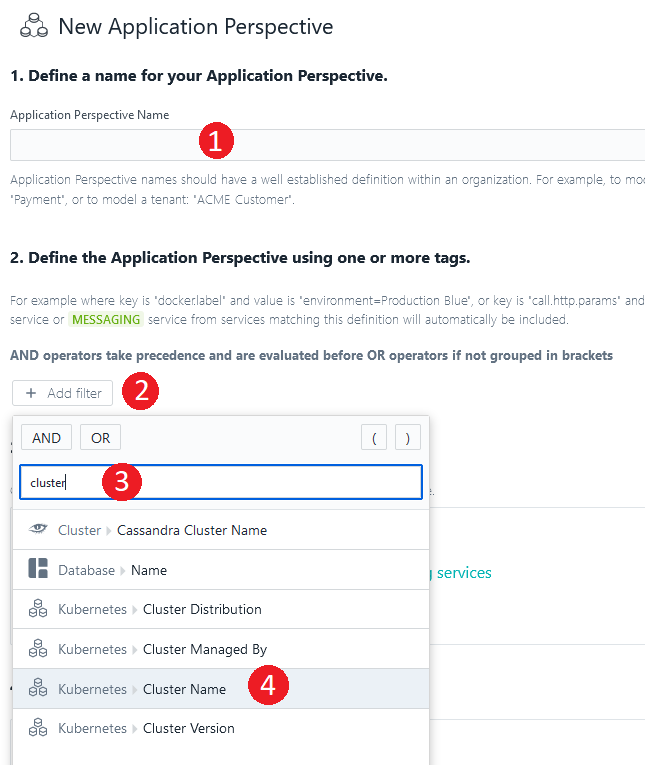 New Application Perspective
1. Define a name for your Application Perspective.
Application Perspective Name
1
Application Perspective names should have a well established definition within an organization. For example, to mo
"Payment", or to model a tenant: "ACME Customer".
2. Define the Application Perspective using one or more tags.
For example where key is "docker.label" and value is "environment=Production Blue", or key is "call.http.params" and
service or MESSAGING service from services matching this definition will automatically be included.
AND operators take precedence and are evaluated before OR operators if not grouped in brackets
+ Add filter 2
AND OR ( )
cluster 3
Cluster Cassandra Cluster Name
Database Name
services
Kubernetes Cluster Distribution
Kubernetes Cluster Managed By
Kubernetes Cluster Name 4
Kubernetes Cluster Version